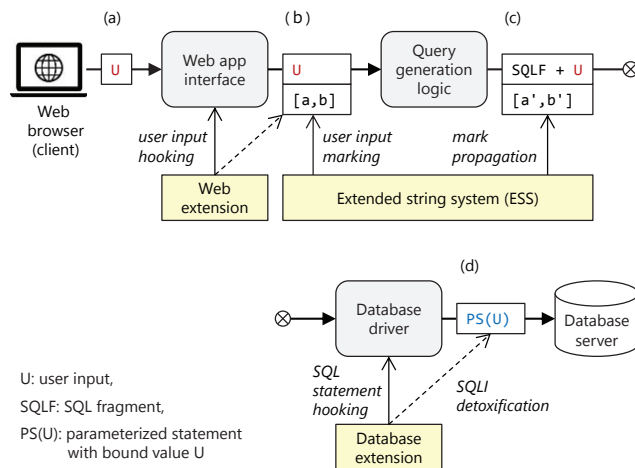 (a)
(b)
(c)
U
Web app
interface
U
[a,b]
Query
generation
logic
SQLF + U
[a',b']
Web
browser
(client)
user input
hooking
user input
marking
mark
propagation
Web
extension
Extended string system (ESS)
(d)
Database
driver
PS(U)
Database
server
SQL
statement
hooking
SQLI
detoxification
Database
extension
U: user input,
SQLF: SQL fragment,
PS(U): parameterized statement
with bound value U